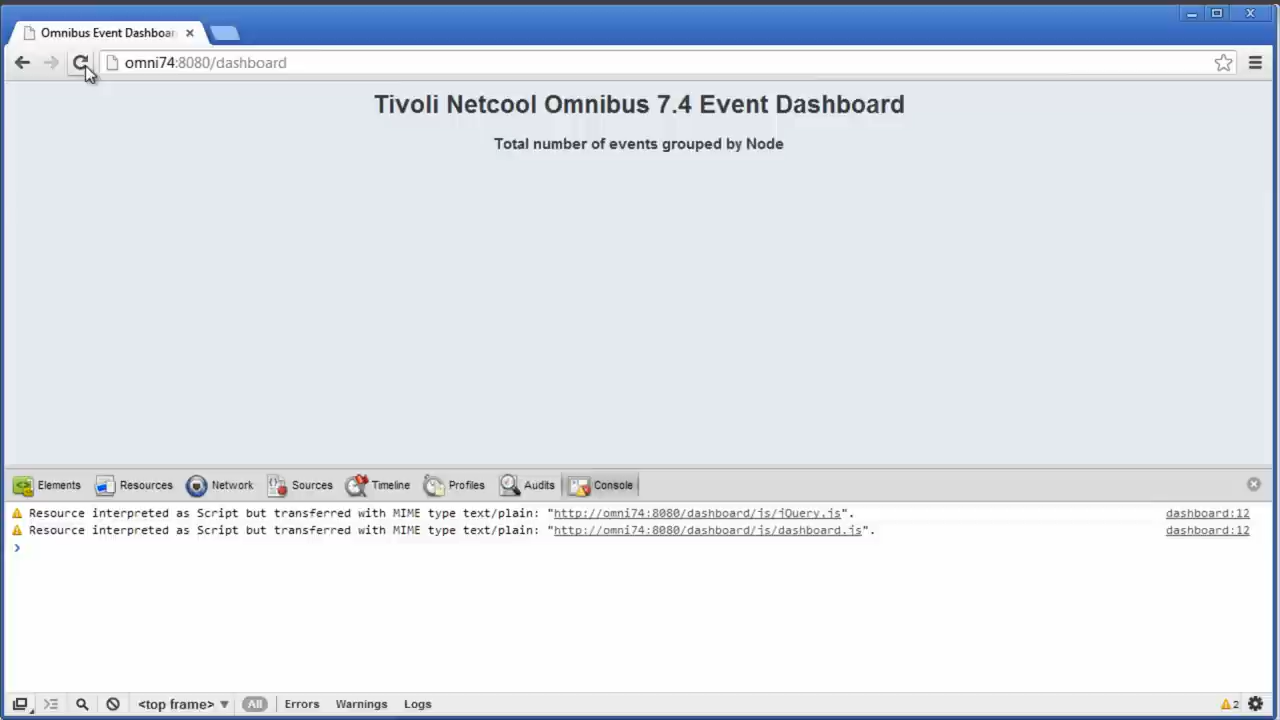 Omnibus Event Dashboar
omni74:8080/dashboard
Tivoli Netcool Omnibus 7.4 Event Dashboard
Total number of events grouped by Node
Elements Resources Network Sources Timeline Profiles Audits Console
Resource interpreted as Script but transferred with MIME type text/plain: "http://omni74:8080/dashboard/js/jQuery.js". dashboard:12
Resource interpreted as Script but transferred with MIME type text/plain: "http://omni74:8080/dashboard/js/dashboard.js". dashboard:12
<top frame> All Errors Warnings Logs 2